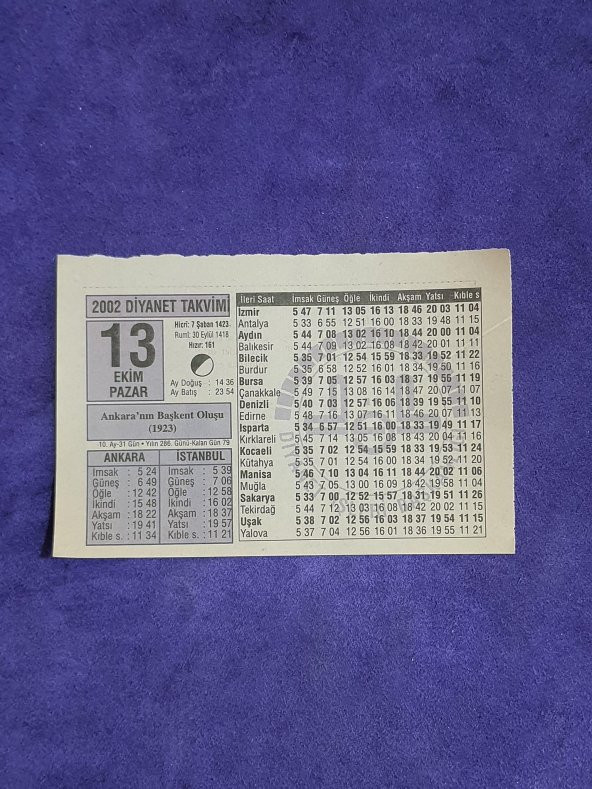 2002 DİYANET TAKVİMİ
13
EKİM
PAZAR
Hicri: 7 Şaban 1423
Rumî: 30 Eylül 1418
Hızır: 161
Ay Doğuş : 14 36
Ay Batış : 23 54
Ankara'nın Başkent Oluşu
(1923)
10. Ay-31 Gün • Yılın 286. Günü-Kalan Gün 79
ANKARA
İmsak : 5 24
Güneş : 6 49
Öğle : 12 42
İkindi : 15 48
Akşam : 18 22
Yatsı : 19 41
Kıble s. : 11 34
İSTANBUL
İmsak : 5 39
Güneş : 7 06
Öğle : 12 58
İkindi : 16 02
Akşam : 18 37
Yatsı : 19 57
Kıble s. : 11 21
İleri Saat İmsak Güneş Öğle İkindi Akşam Yatsı Kıble s
İzmir 5 47 7 11 13 05 16 13 18 46 20 03 11 04
Antalya 5 33 6 55 12 51 16 00 18 33 19 48 11 15
Aydın 5 44 7 08 13 02 16 10 18 44 20 00 11 04
Balıkesir 5 44 7 09 13 02 16 08 18 42 20 01 11 11
Bilecik 5 35 7 01 12 54 15 59 18 33 19 52 11 22
Burdur 5 35 6 58 12 54 16 01 18 34 19 50 11 16
Bursa 5 39 7 05 12 57 16 03 18 37 19 55 11 19
Çanakkale 5 49 7 15 13 08 16 14 18 47 20 07 11 07
Denizli 5 40 7 03 12 57 16 06 18 39 19 55 11 10
Edirne 5 48 7 16 13 07 16 11 18 46 20 07 11 13
Isparta 5 34 6 57 12 51 16 00 18 33 19 49 11 17
Kırklareli 5 45 7 14 13 05 16 08 18 43 20 04 11 16
Kocaeli 5 35 7 02 12 54 15 59 18 33 19 53 11 24
Kütahya 5 35 7 01 12 54 16 00 18 34 19 52 11 20
Manisa 5 46 7 10 13 04 16 11 18 45 20 02 11 06
Muğla 5 43 7 05 13 00 16 09 18 42 19 58 11 04
Sakarya 5 33 7 00 12 52 15 57 18 31 19 51 11 26
Tekirdağ 5 44 7 12 13 03 16 08 18 42 20 02 11 15
Uşak 5 38 7 02 12 56 16 03 18 37 19 54 11 15
Yalova 5 37 7 04 12 56 16 01 18 36 19 55 11 21